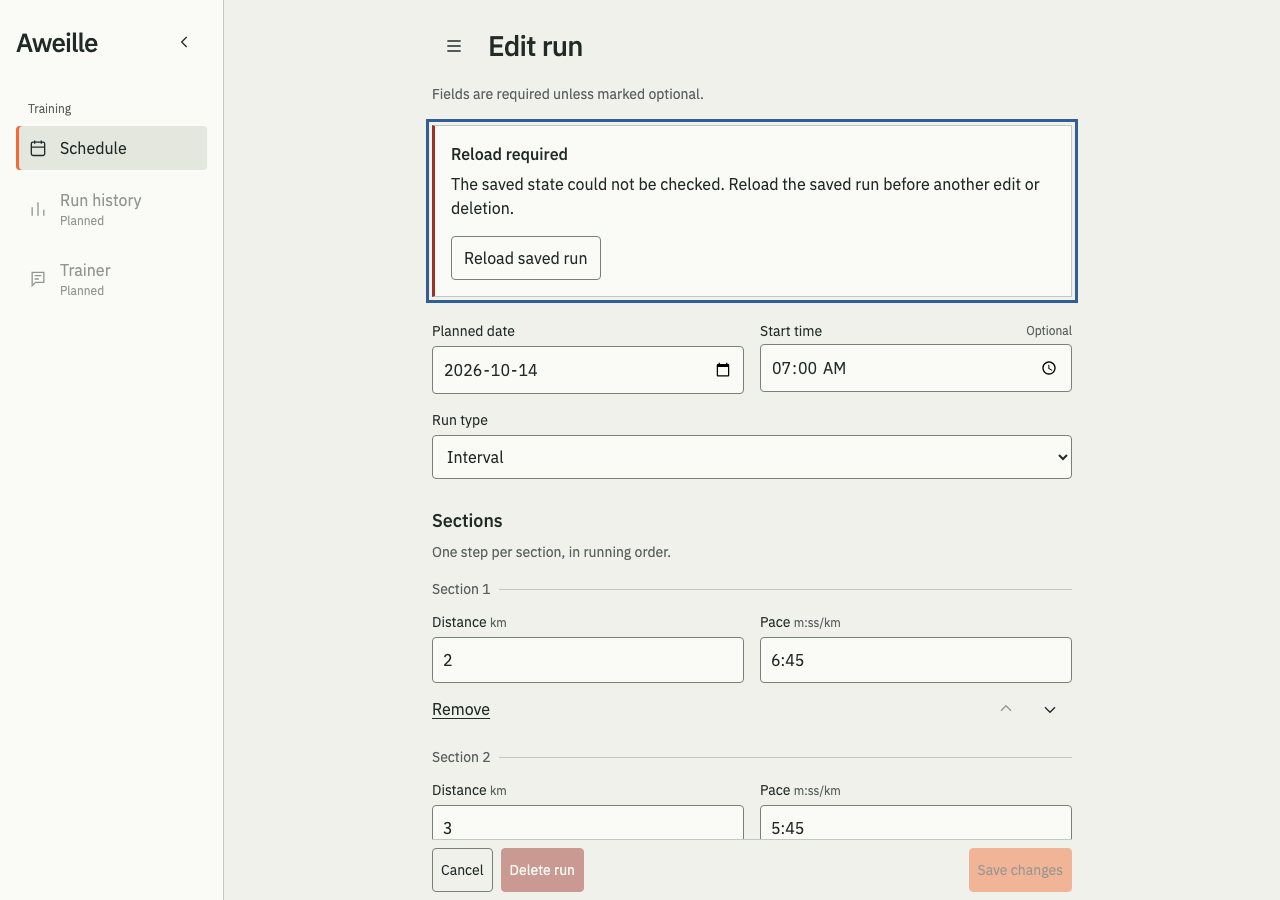 Aweille
Training
Schedule
Run history
Planned
Trainer
Planned
Edit run
Fields are required unless marked optional.
Reload required
The saved state could not be checked. Reload the saved run before another edit or
deletion.
Reload saved run
Planned date
Start time Optional
2026-10-14
07:00 AM
Run type
Interval
Sections
One step per section, in running order.
Section 1
Distance km
Pace m:ss/km
2
6:45
Remove
Section 2
Distance km
Pace m:ss/km
3
5:45
Cancel
Delete run
Save changes